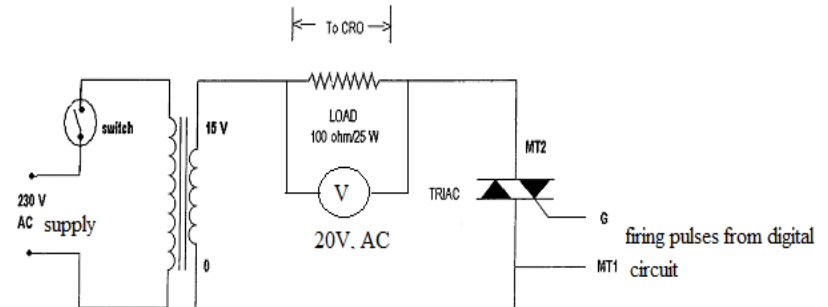 To CRO
switch
15 V
LOAD
100 ohm/25 W
MT2
V
TRIAC
230 V
AC supply
20V, AC
G
firing pulses from digital
0
MT1 circuit